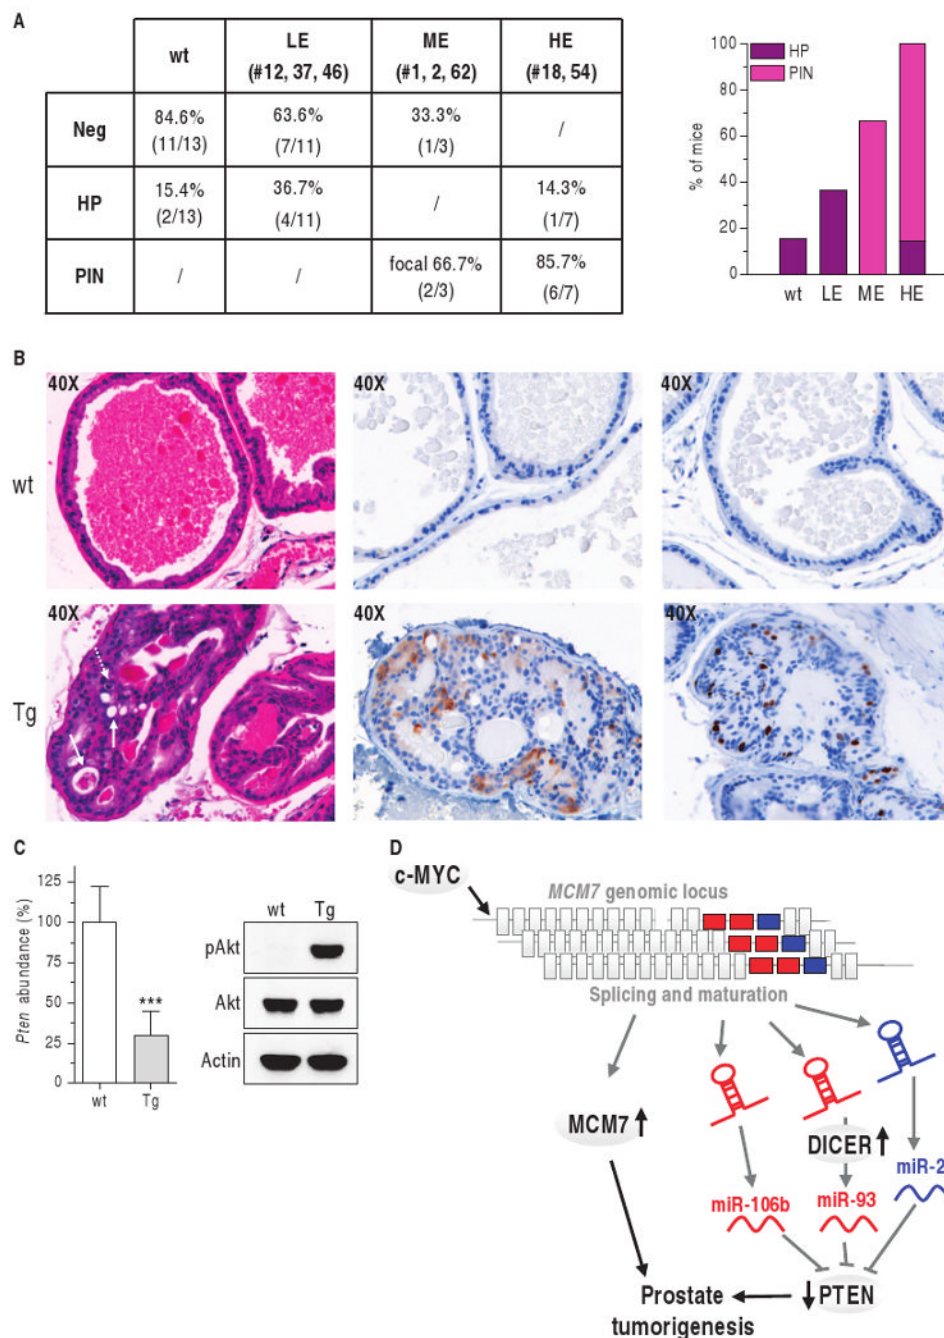 A
wt
LE
(#12, 37, 46)
ME
(#1, 2, 62)
HE
(#18, 54)
Neg
84.6%
(11/13)
63.6%
(7/11)
33.3%
(1/3)
/
HP
15.4%
(2/13)
36.7%
(4/11)
/
14.3%
(1/7)
PIN
/
/
focal 66.7%
(2/3)
85.7%
(6/7)
HP
PIN
% of mice
100
80
60
40
20
0
wt LE ME HE
B
wt
40X
40X
40X
Tg
40X
40X
40X
C
Pten abundance (%)
125
100
75
50
25
0
***
wt Tg
wt Tg
pAkt
Akt
Actin
D
c-MYC
MCM7 genomic locus
Splicing and maturation
MCM7
DICER
miR-106b
miR-93
miR-2
PTEN
Prostate
tumorigenesis